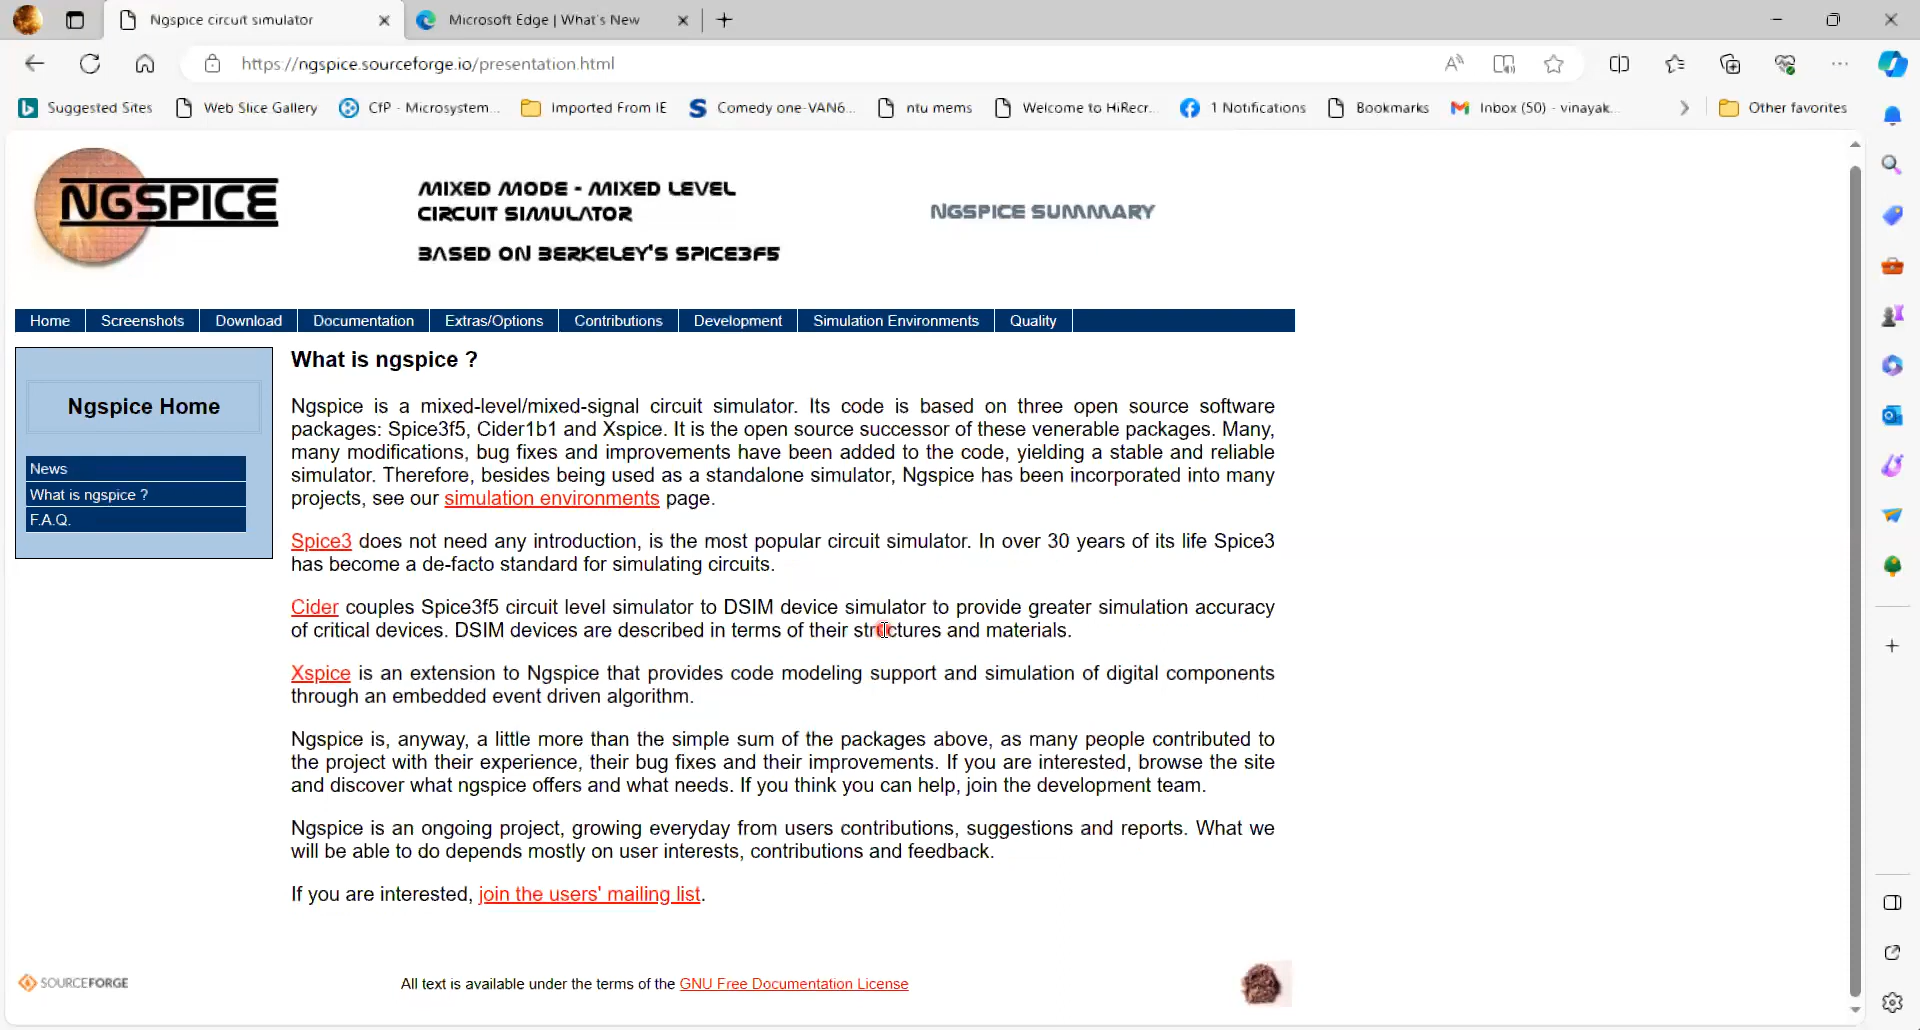 Ngspice circuit simulator
Microsoft Edge | What's New
https://ngspice.sourceforge.io/presentation.html
Suggested Sites
Web Slice Gallery
CfP - Microsystem...
Imported From IE
Comedy one-VAN6...
ntu mems
Welcome to HiRecr...
1 Notifications
Bookmarks
Inbox (50) - vinayak...
Other favorites
NGSPICE
MIXED MODE - MIXED LEVEL
CIRCUIT SIMULATOR
BASED ON BERKELEY'S SPICE3F5
NGSPICE SUMMARY
Home
Screenshots
Download
Documentation
Extras/Options
Contributions
Development
Simulation Environments
Quality
Ngspice Home
News
What is ngspice ?
F.A.Q.
What is ngspice ?
Ngspice is a mixed-level/mixed-signal circuit simulator. Its code is based on three open source software
packages: Spice3f5, Cider1b1 and Xspice. It is the open source successor of these venerable packages. Many,
many modifications, bug fixes and improvements have been added to the code, yielding a stable and reliable
simulator. Therefore, besides being used as a standalone simulator, Ngspice has been incorporated into many
projects, see our simulation environments page.
Spice3 does not need any introduction, is the most popular circuit simulator. In over 30 years of its life Spice3
has become a de-facto standard for simulating circuits.
Cider couples Spice3f5 circuit level simulator to DSIM device simulator to provide greater simulation accuracy
of critical devices. DSIM devices are described in terms of their structures and materials.
Xspice is an extension to Ngspice that provides code modeling support and simulation of digital components
through an embedded event driven algorithm.
Ngspice is, anyway, a little more than the simple sum of the packages above, as many people contributed to
the project with their experience, their bug fixes and their improvements. If you are interested, browse the site
and discover what ngspice offers and what needs. If you think you can help, join the development team.
Ngspice is an ongoing project, growing everyday from users contributions, suggestions and reports. What we
will be able to do depends mostly on user interests, contributions and feedback.
If you are interested, join the users' mailing list.
SOURCEFORGE
All text is available under the terms of the GNU Free Documentation License